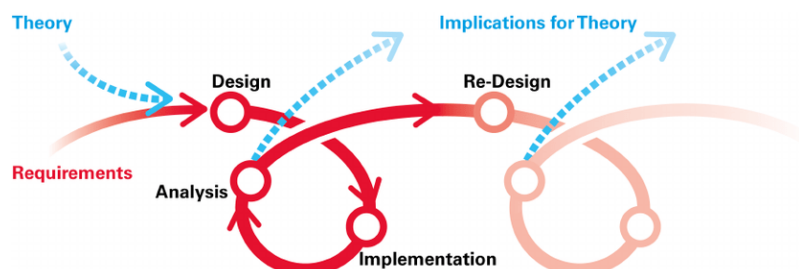 Theory
Implications for Theory
Design
Re-Design
Requirements
Analysis
Implementation